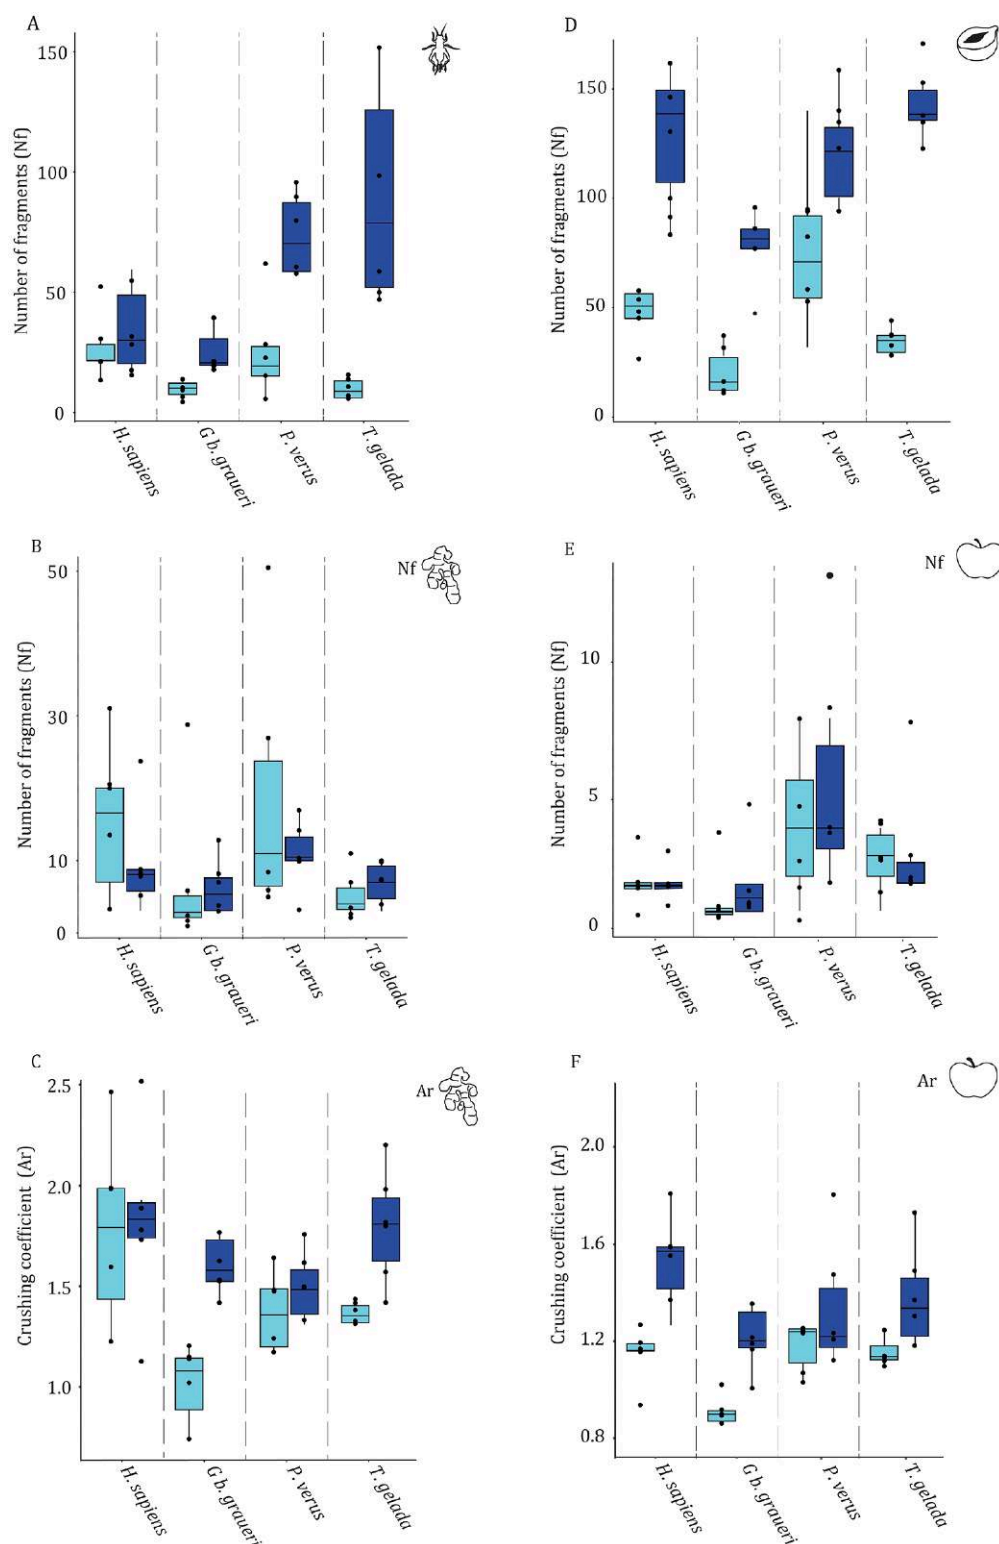 A
Number of fragments (Nf)
150
100
50
0
H. sapiens
G b. graueri
P. verus
T. gelada
D
Number of fragments (Nf)
150
100
50
0
H. sapiens
G b. graueri
P. verus
T. gelada
B
Nf
Number of fragments (Nf)
50
30
10
0
H. sapiens
G b. graueri
P. verus
T. gelada
E
Nf
Number of fragments (Nf)
10
5
0
H. sapiens
G b. graueri
P. verus
T. gelada
C
Ar
Crushing coefficient (Ar)
2.5
2.0
1.5
1.0
H. sapiens
G b. graueri
P. verus
T. gelada
F
Ar
Crushing coefficient (Ar)
2.0
1.6
1.2
0.8
H. sapiens
G b. graueri
P. verus
T. gelada